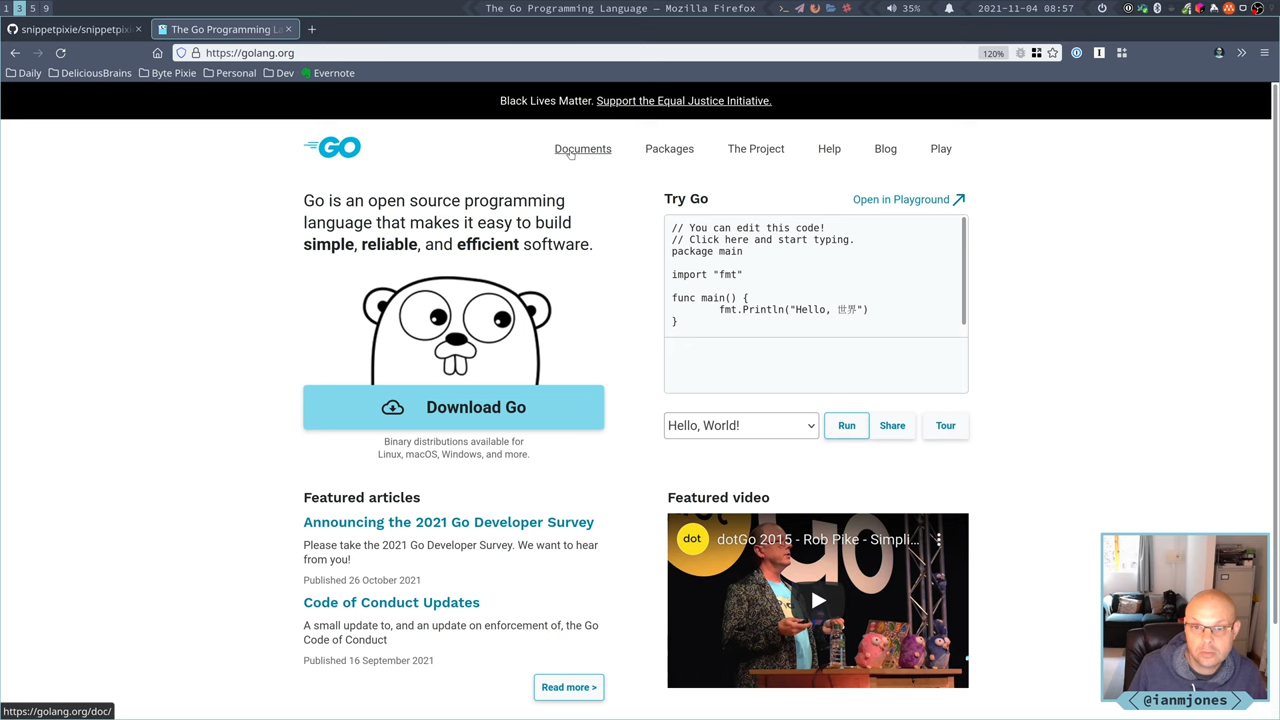 1 3 5 9
The Go Programming Language — Mozilla Firefox
35%
2021-11-04 08:57
snippetpixie/snippetpix
The Go Programming La
https://golang.org
120%
Daily
DeliciousBrains
Byte Pixie
Personal
Dev
Evernote
Black Lives Matter. Support the Equal Justice Initiative.
GO
Documents
Packages
The Project
Help
Blog
Play
Go is an open source programming
language that makes it easy to build
simple, reliable, and efficient software.
Download Go
Binary distributions available for
Linux, macOS, Windows, and more.
Try Go
Open in Playground
// You can edit this code!
// Click here and start typing.
package main
import "fmt"
func main() {
fmt.Println("Hello, 世界")
}
Hello, World!
Run
Share
Tour
Featured articles
Announcing the 2021 Go Developer Survey
Please take the 2021 Go Developer Survey. We want to hear
from you!
Published 26 October 2021
Code of Conduct Updates
A small update to, and an update on enforcement of, the Go
Code of Conduct
Published 16 September 2021
Read more >
Featured video
dot
dotGo 2015 - Rob Pike - Simpli...
@ianmjones
https://golang.org/doc/